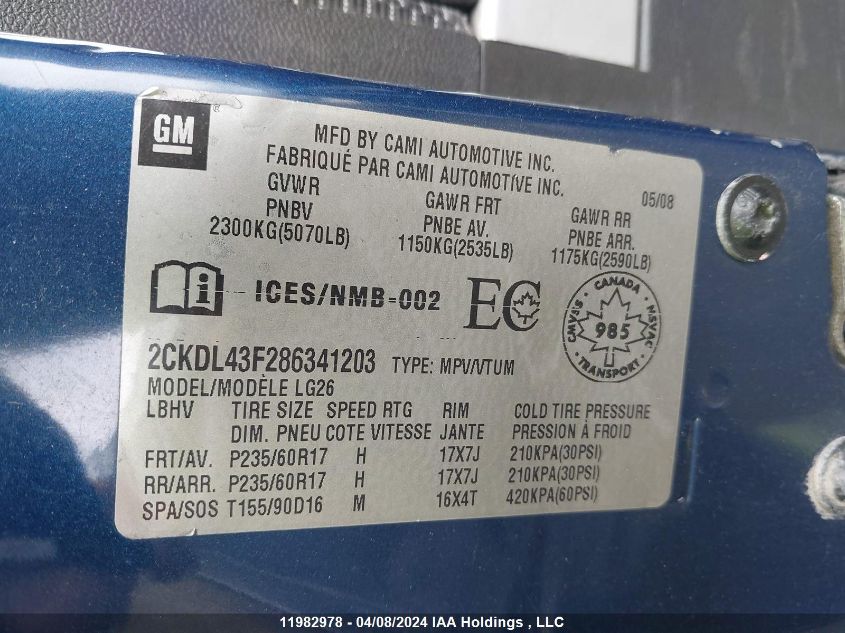 GM
MFD BY CAMI AUTOMOTIVE INC.
FABRIQUÉ PAR CAMI AUTOMOTIVE INC.
05/08
GVWR GAWR FRT GAWR RR
PNBV PNBE AV. PNBE ARR.
2300KG(5070LB) 1150KG(2535LB) 1175KG(2590LB)
i ICES/NMB-002 EC
CANADA
SVMAC 985 NSVAC
TRANSPORT
2CKDL43F286341203 TYPE: MPV/VTUM
MODEL/MODÈLE LG26
LBHV TIRE SIZE SPEED RTG RIM COLD TIRE PRESSURE
DIM. PNEU COTE VITESSE JANTE PRESSION À FROID
FRT/AV. P235/60R17 H 17X7J 210KPA(30PSI)
RR/ARR. P235/60R17 H 17X7J 210KPA(30PSI)
SPA/SOS T155/90D16 M 16X4T 420KPA(60PSI)
11982978 - 04/08/2024 IAA Holdings , LLC